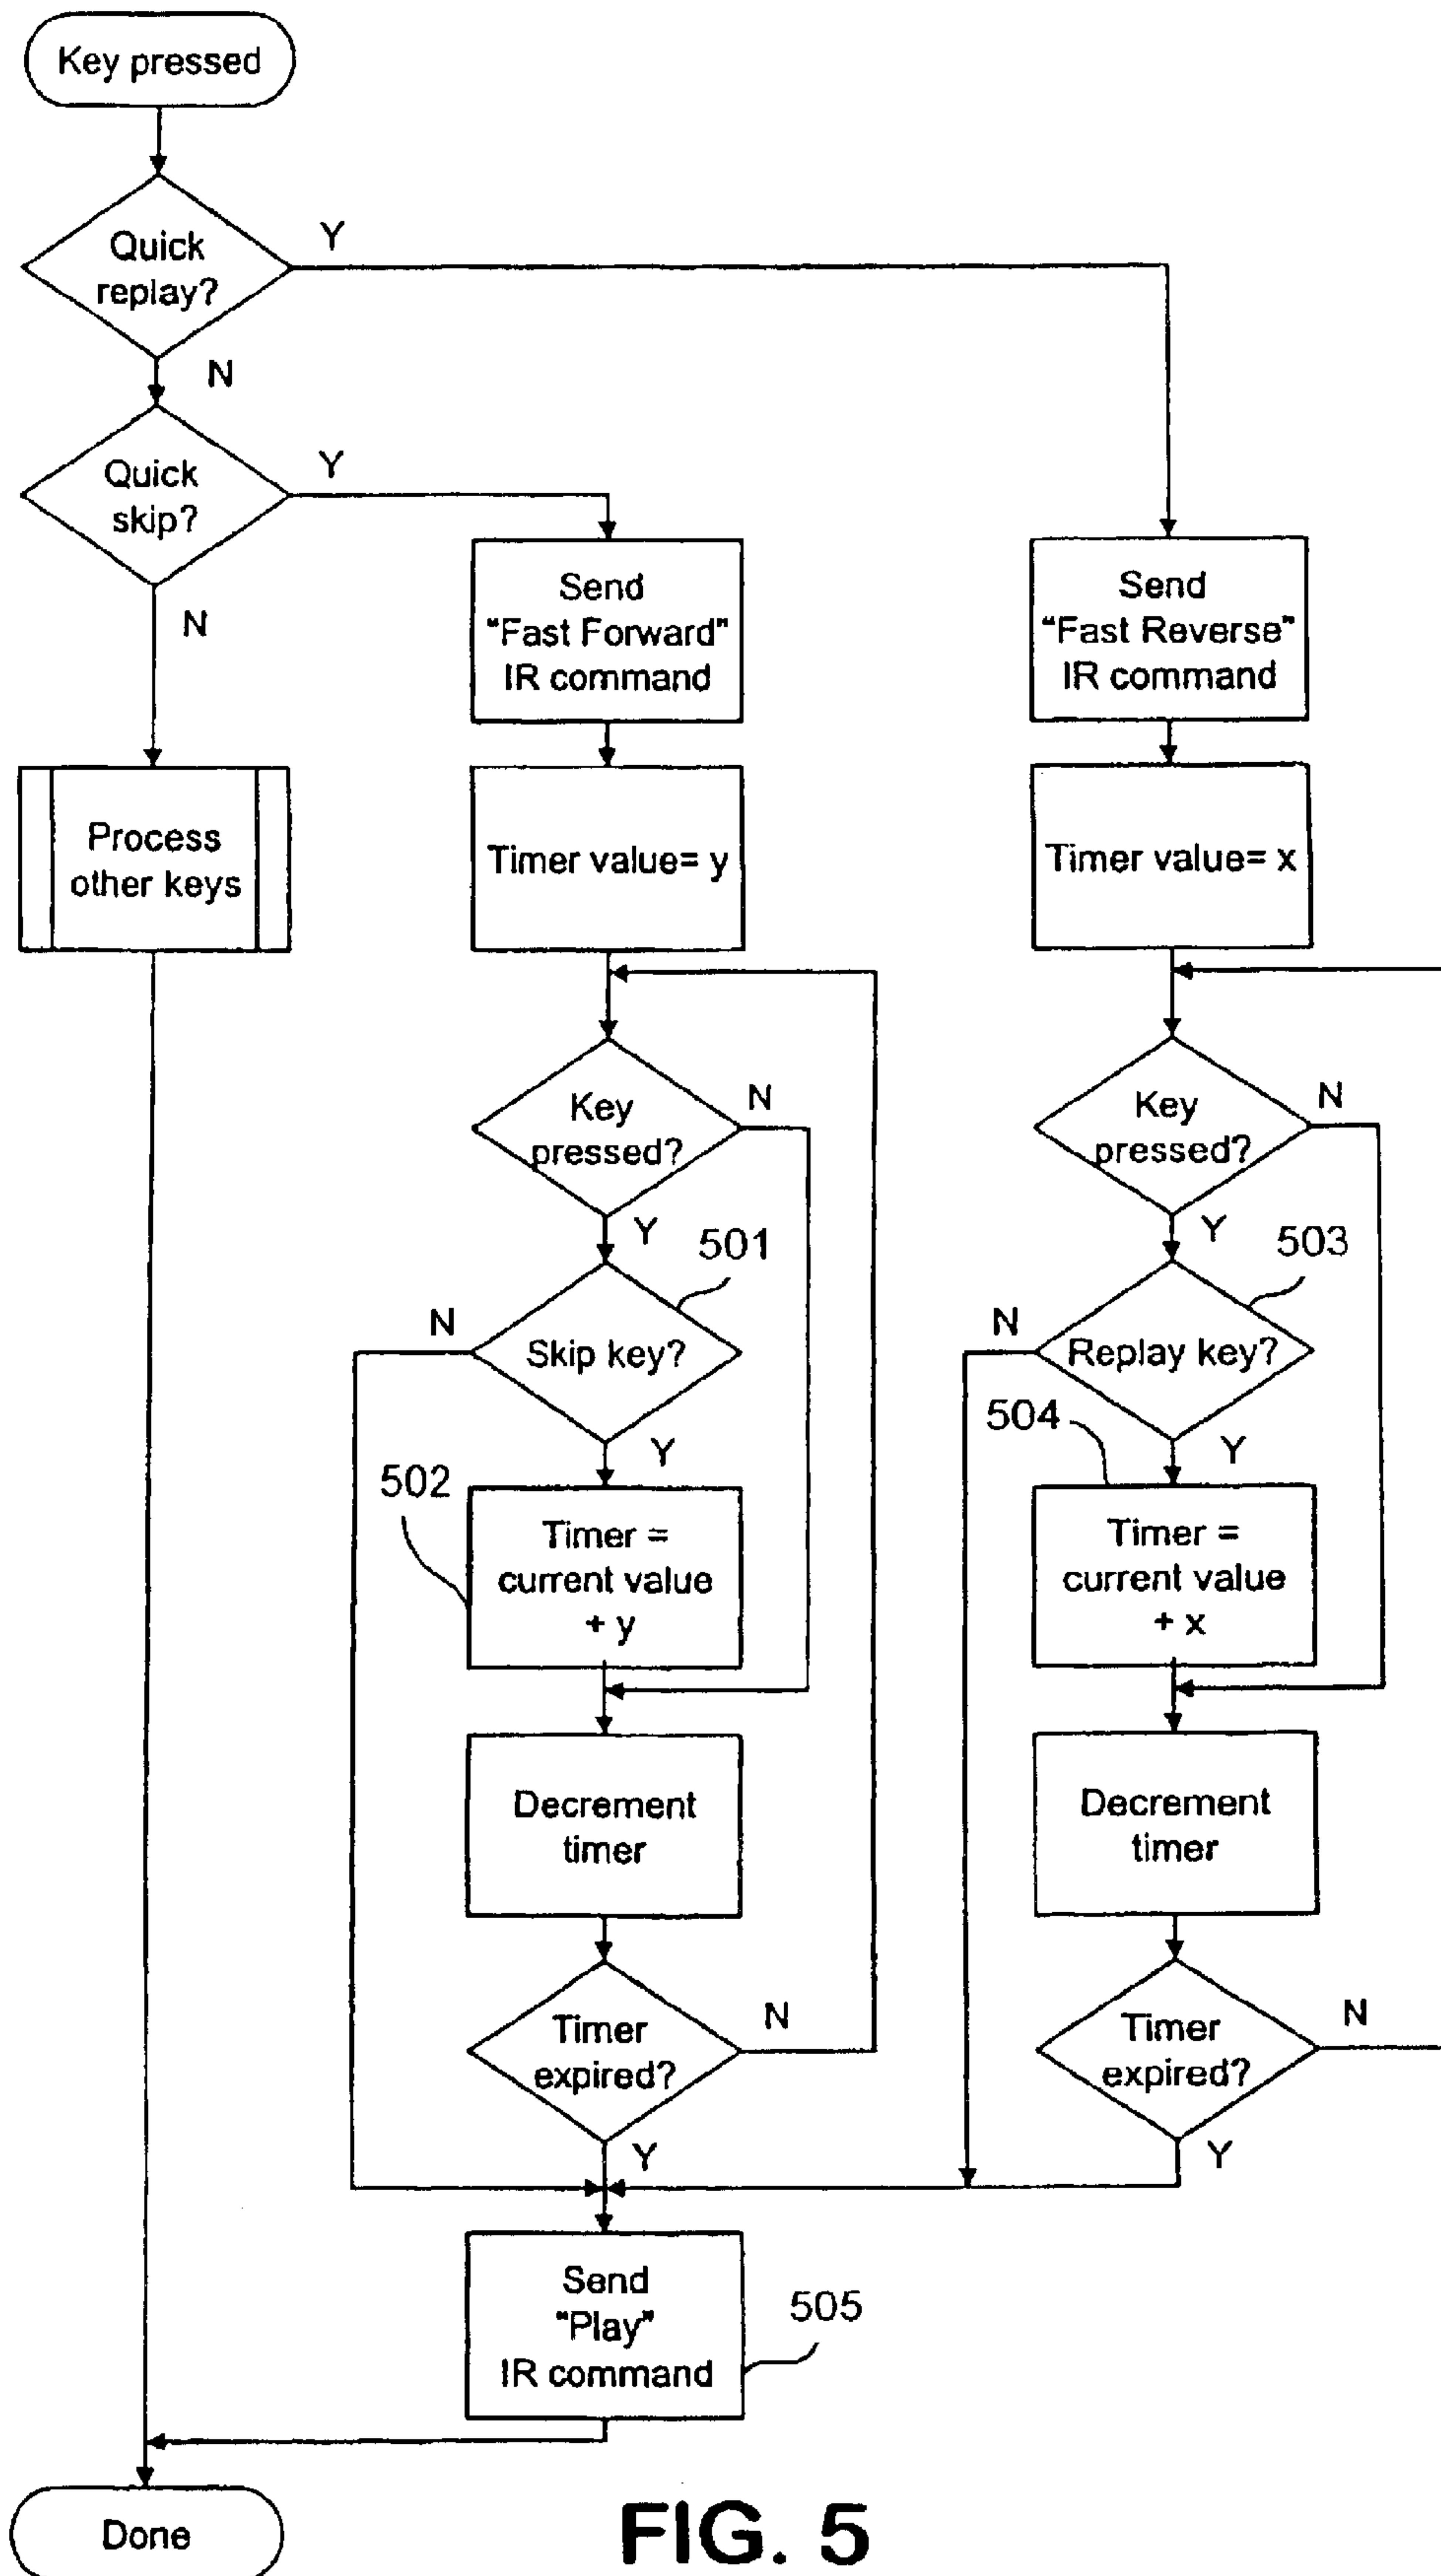 Key pressed
Quick
replay?
Y
N
Quick
skip?
Y
N
Process
other keys
Send
"Fast Forward"
IR command
Timer value= y
Key
pressed?
N
Y
501
Skip key?
N
Y
502
Timer =
current value
+ y
Decrement
timer
Timer
expired?
N
Y
Send
"Fast Reverse"
IR command
Timer value= x
Key
pressed?
N
Y
503
Replay key?
N
Y
504
Timer =
current value
+ x
Decrement
timer
Timer
expired?
N
Y
Send
"Play"
IR command
505
Done
FIG. 5